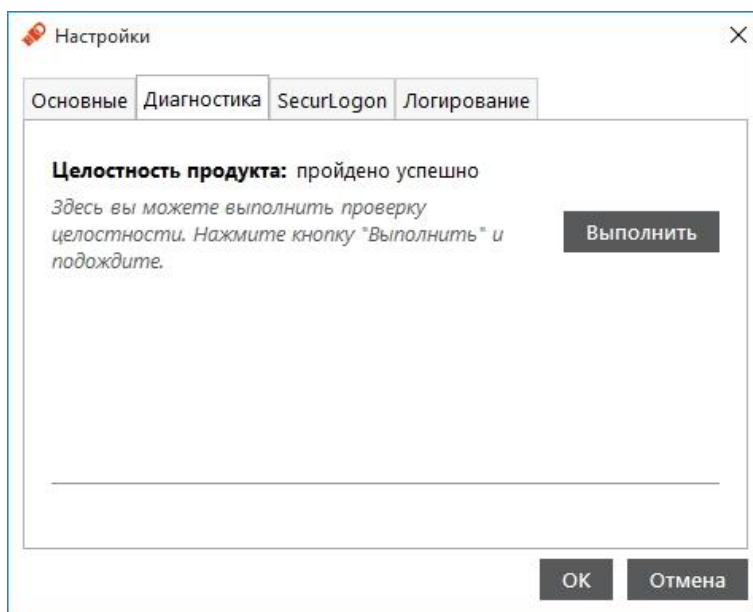 Настройки
Основные Диагностика SecurLogon Логирование
Целостность продукта: пройдено успешно
Здесь вы можете выполнить проверку
целостности. Нажмите кнопку "Выполнить" и
подождите.
Выполнить
ОК Отмена